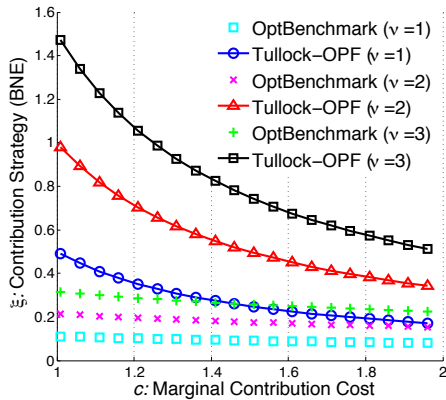 1.6
1.4
1.2
1
0.8
0.6
0.4
0.2
0
ξ: Contribution Strategy (BNE)
OptBenchmark (ν =1)
Tullock−OPF (ν =1)
OptBenchmark (ν =2)
Tullock−OPF (ν =2)
OptBenchmark (ν =3)
Tullock−OPF (ν =3)
1 1.2 1.4 1.6 1.8 2
c: Marginal Contribution Cost